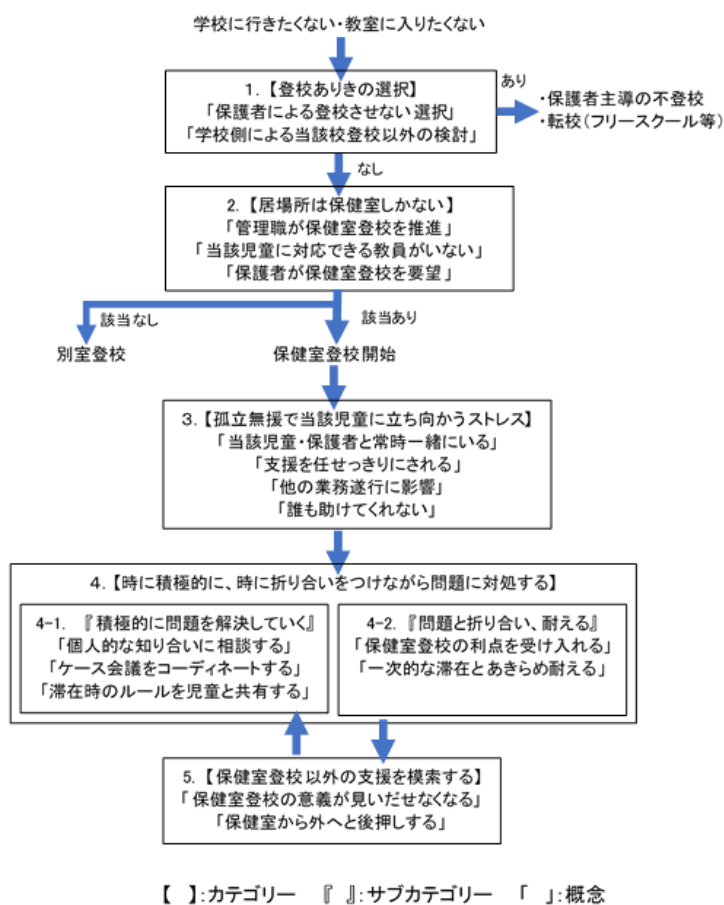 学校に行きたくない・教室に入りたくない
1. 【登校ありきの選択】
「保護者による登校させない選択」
「学校側による当該校登校以外の検討」
あり
・保護者主導の不登校
・転校(フリースクール等)
なし
2. 【居場所は保健室しかない】
「管理職が保健室登校を推進」
「当該児童に対応できる教員がいない」
「保護者が保健室登校を要望」
該当なし
該当あり
別室登校
保健室登校開始
3. 【孤立無援で当該児童に立ち向かうストレス】
「当該児童・保護者と常時一緒にいる」
「支援を任せっきりにされる」
「他の業務遂行に影響」
「誰も助けてくれない」
4. 【時に積極的に、時に折り合いをつけながら問題に対処する】
4-1. 『積極的に問題を解決していく』
「個人的な知り合いに相談する」
「ケース会議をコーディネートする」
「滞在時のルールを児童と共有する」
4-2. 『問題と折り合い、耐える』
「保健室登校の利点を受け入れる」
「一次的な滞在とあきらめ耐える」
5. 【保健室登校以外の支援を模索する】
「保健室登校の意義が見いだせなくなる」
「保健室から外へと後押しする」
【 】:カテゴリー 『 』:サブカテゴリー 「 」:概念